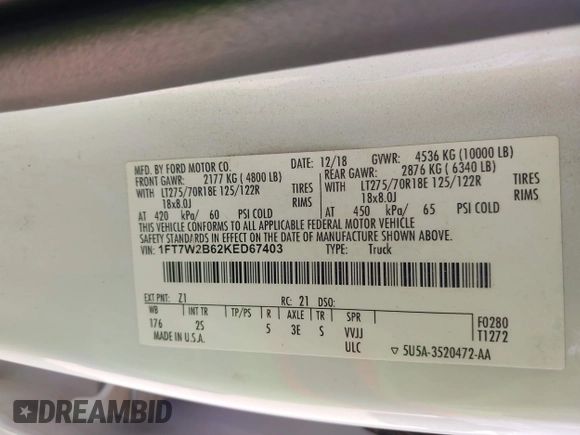 MFD. BY FORD MOTOR CO. DATE: 12/18 GVWR: 4536 KG (10000 LB)
FRONT GAWR: 2177 KG (4800 LB) REAR GAWR: 2876 KG (6340 LB)
WITH LT275/70R18E 125/122R TIRES WITH LT275/70R18E 125/122R TIRES
18x8.0J RIMS 18x8.0J RIMS
AT 420 kPa/ 60 PSI COLD AT 450 kPa/ 65 PSI COLD
THIS VEHICLE CONFORMS TO ALL APPLICABLE FEDERAL MOTOR VEHICLE
SAFETY STANDARDS IN EFFECT ON THE DATE OF MANUFACTURE SHOWN ABOVE.
VIN: 1FT7W2B62KED67403 TYPE: Truck
EXT PNT: Z1 RC: 21 DSO:
WB INT TR TP/PS R AXLE TR SPR F0280
176 2S 5 3E S VVJJ T1272
MADE IN U.S.A. ULC ▽ 5U5A-3520472-AA
DREAMBID